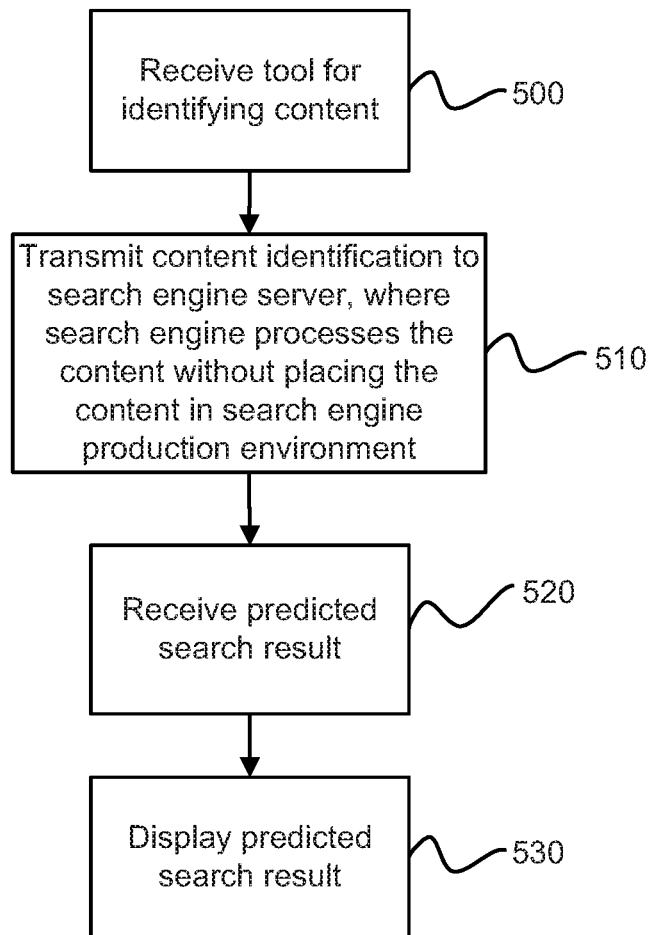 Receive tool for
identifying content
500
Transmit content identification to
search engine server, where
search engine processes the
content without placing the
content in search engine
production environment
510
Receive predicted
search result
520
Display predicted
search result
530